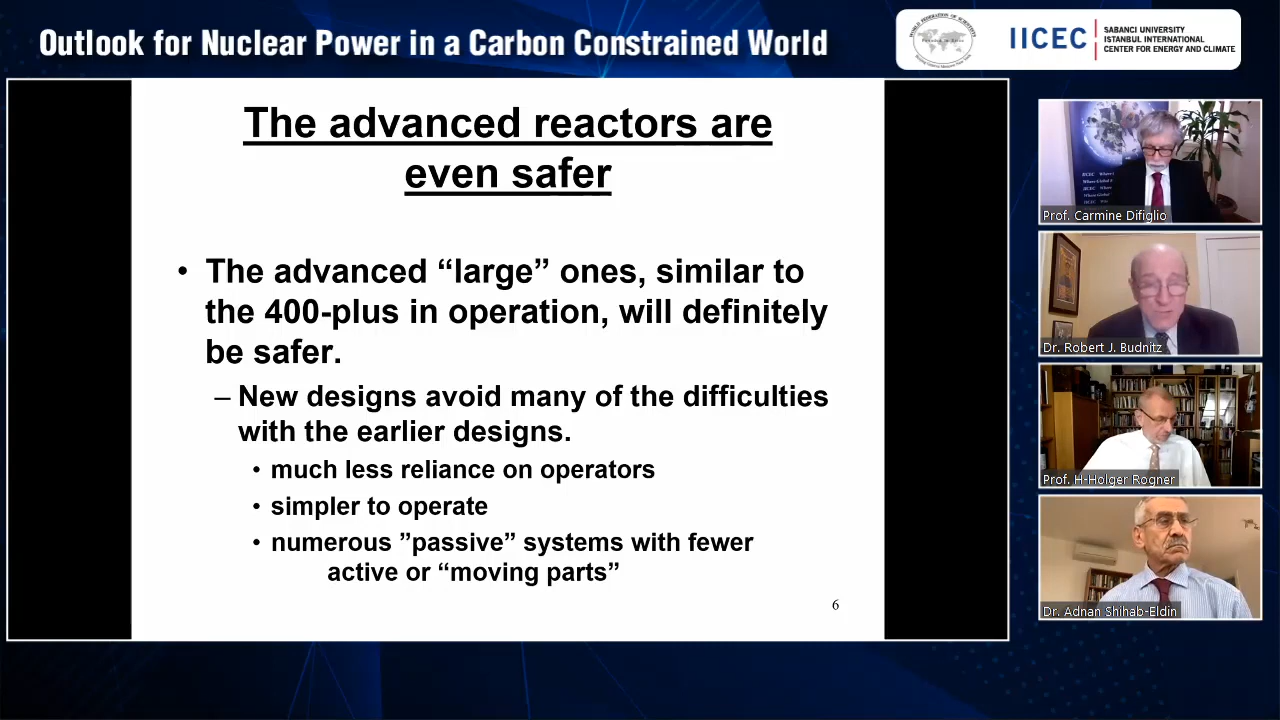 Outlook for Nuclear Power in a Carbon Constrained World
IICEC
SABANCI UNIVERSITY
ISTANBUL INTERNATIONAL
CENTER FOR ENERGY AND CLIMATE
The advanced reactors are
even safer
• The advanced “large” ones, similar to
the 400-plus in operation, will definitely
be safer.
– New designs avoid many of the difficulties
with the earlier designs.
• much less reliance on operators
• simpler to operate
• numerous ”passive” systems with fewer
active or “moving parts”
6
Prof. Carmine Difiglio
Dr. Robert J. Budnitz
Prof. H-Holger Rogner
Dr. Adnan Shihab-Eldin